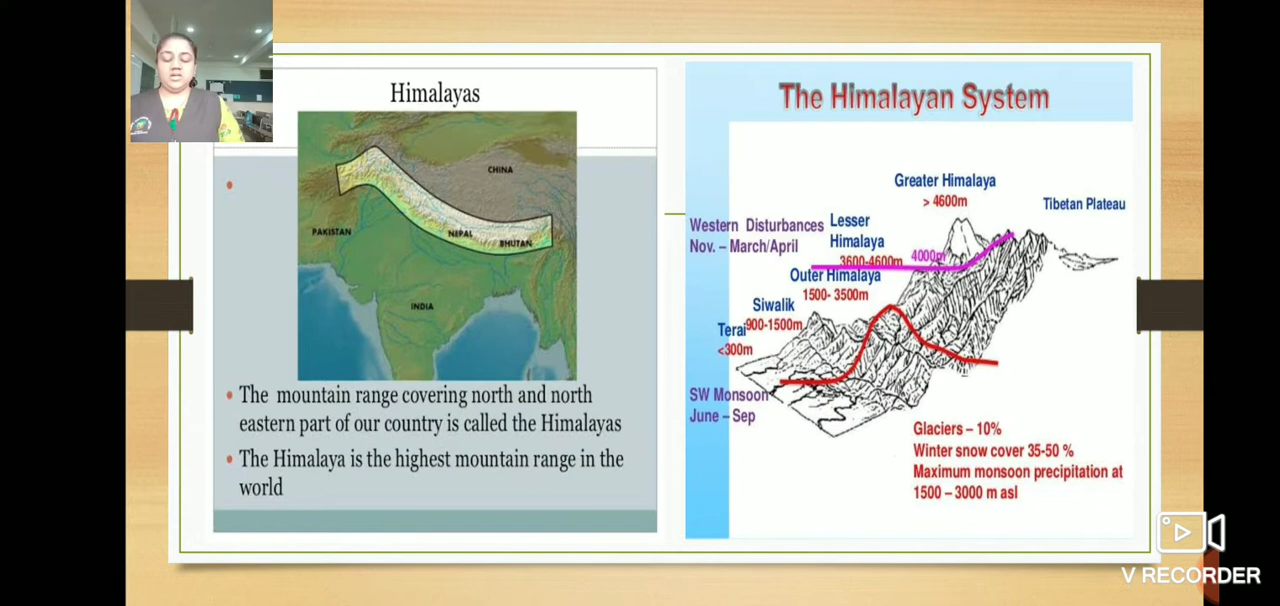 Himalayas
CHINA
PAKISTAN
NEPAL
BHUTAN
INDIA
The mountain range covering north and north
eastern part of our country is called the Himalayas
The Himalaya is the highest mountain range in the
world
The Himalayan System
Greater Himalaya
> 4600m
Tibetan Plateau
Western Disturbances
Nov. – March/April
Lesser
Himalaya
3600-4600m
4000m
Outer Himalaya
1500- 3500m
Siwalik
900-1500m
Terai
<300m
SW Monsoon
June – Sep
Glaciers – 10%
Winter snow cover 35-50 %
Maximum monsoon precipitation at
1500 – 3000 m asl
V RECORDER